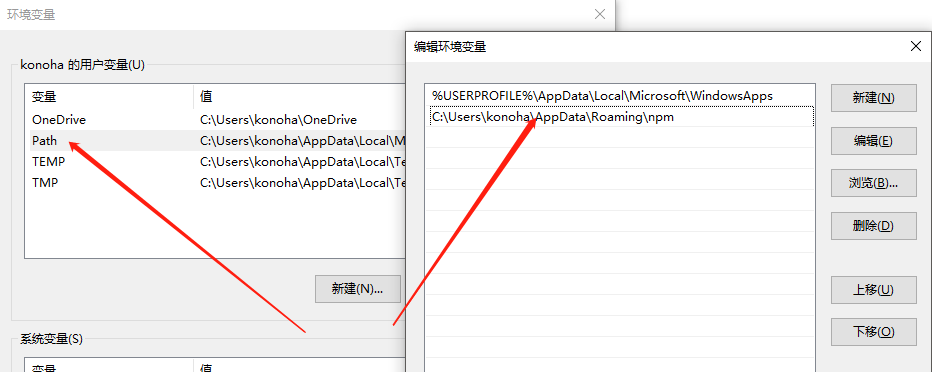 环境变量
konoha 的用户变量(U)
变量 值
OneDrive C:\Users\konoha\OneDrive
Path C:\Users\konoha\AppData\Local\M
TEMP C:\Users\konoha\AppData\Local\Te
TMP C:\Users\konoha\AppData\Local\Te
新建(N)...
系统变量(S)
变量 值
编辑环境变量
%USERPROFILE%\AppData\Local\Microsoft\WindowsApps
C:\Users\konoha\AppData\Roaming\npm
新建(N)
编辑(E)
浏览(B)...
删除(D)
上移(U)
下移(O)